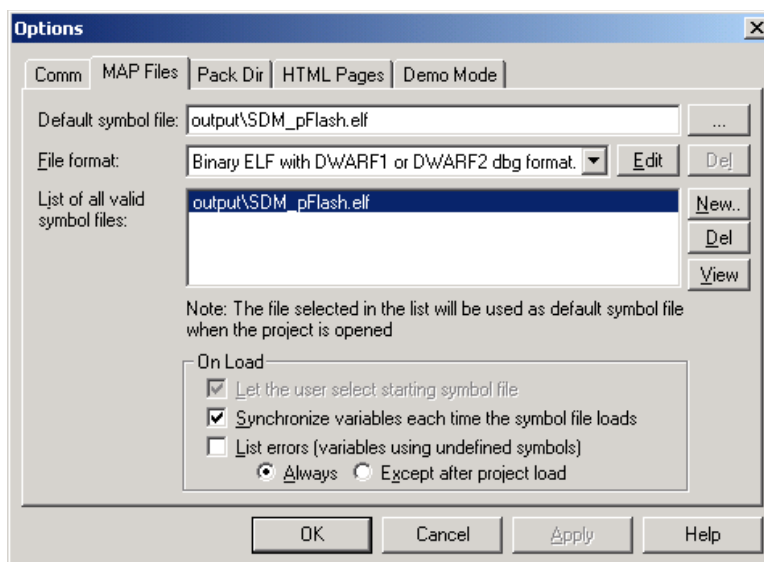 Options
Comm MAP Files Pack Dir HTML Pages Demo Mode
Default symbol file: output\SDM_pFlash.elf ...
File format: Binary ELF with DWARF1 or DWARF2 dbg format. Edit Del
List of all valid output\SDM_pFlash.elf New..
symbol files:
Del
View
Note: The file selected in the list will be used as default symbol file
when the project is opened
On Load
Let the user select starting symbol file
Synchronize variables each time the symbol file loads
List errors (variables using undefined symbols)
Always Except after project load
OK Cancel Apply Help